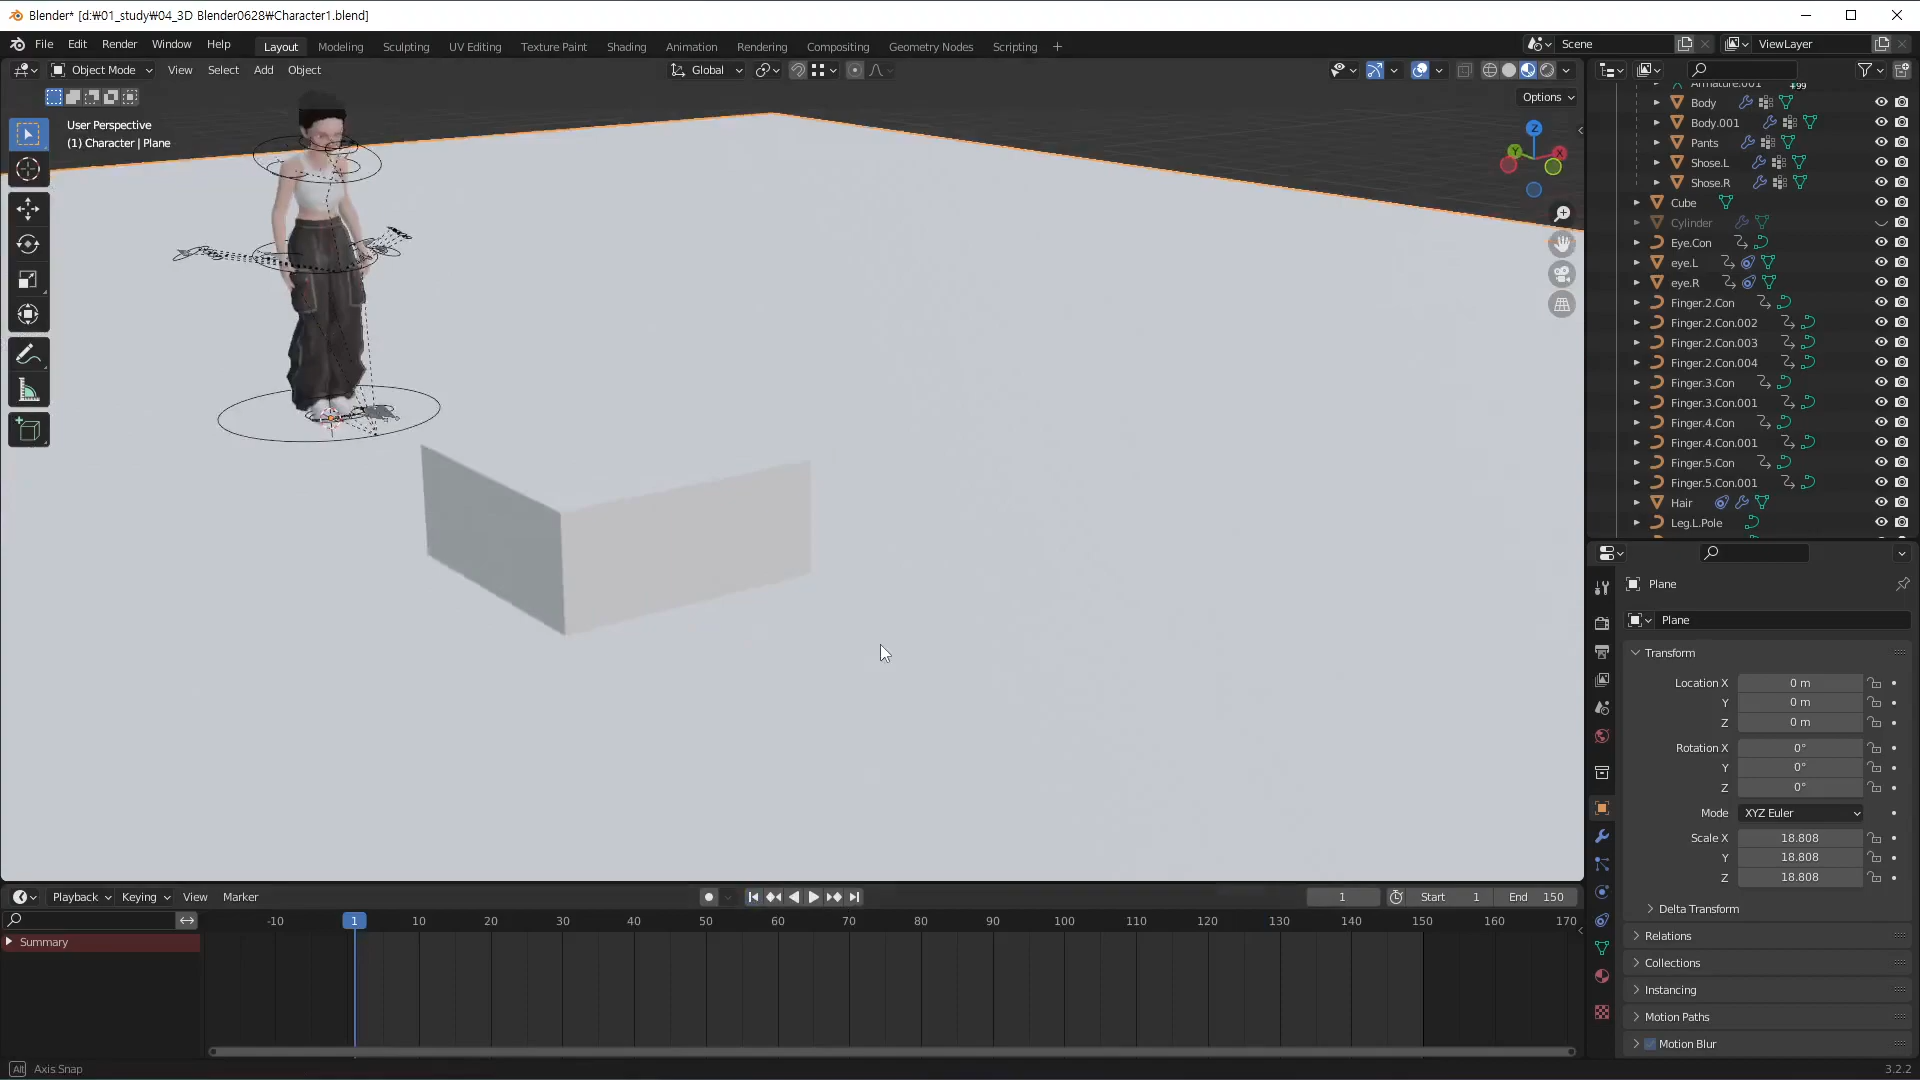 Blender* [d:₩01_study₩04_3D Blender0628₩Character1.blend]
File Edit Render Window Help
Layout Modeling Sculpting UV Editing Texture Paint Shading Animation Rendering Compositing Geometry Nodes Scripting +
Scene
ViewLayer
Object Mode View Select Add Object
Global
Options
User Perspective
(1) Character | Plane
Z
Y
X
Armature.001
+99
Body
Body.001
Pants
Shose.L
Shose.R
Cube
Cylinder
Eye.Con
eye.L
eye.R
Finger.2.Con
Finger.2.Con.002
Finger.2.Con.003
Finger.2.Con.004
Finger.3.Con
Finger.3.Con.001
Finger.4.Con
Finger.4.Con.001
Finger.5.Con
Finger.5.Con.001
Hair
Leg.L.Pole
Plane
Plane
Transform
Location X 0 m
Y 0 m
Z 0 m
Rotation X 0°
Y 0°
Z 0°
Mode XYZ Euler
Scale X 18.808
Y 18.808
Z 18.808
Delta Transform
Relations
Collections
Instancing
Motion Paths
Motion Blur
Playback Keying View Marker
1 Start 1 End 150
-10 1 10 20 30 40 50 60 70 80 90 100 110 120 130 140 150 160 170
Summary
Alt Axis Snap
3.2.2